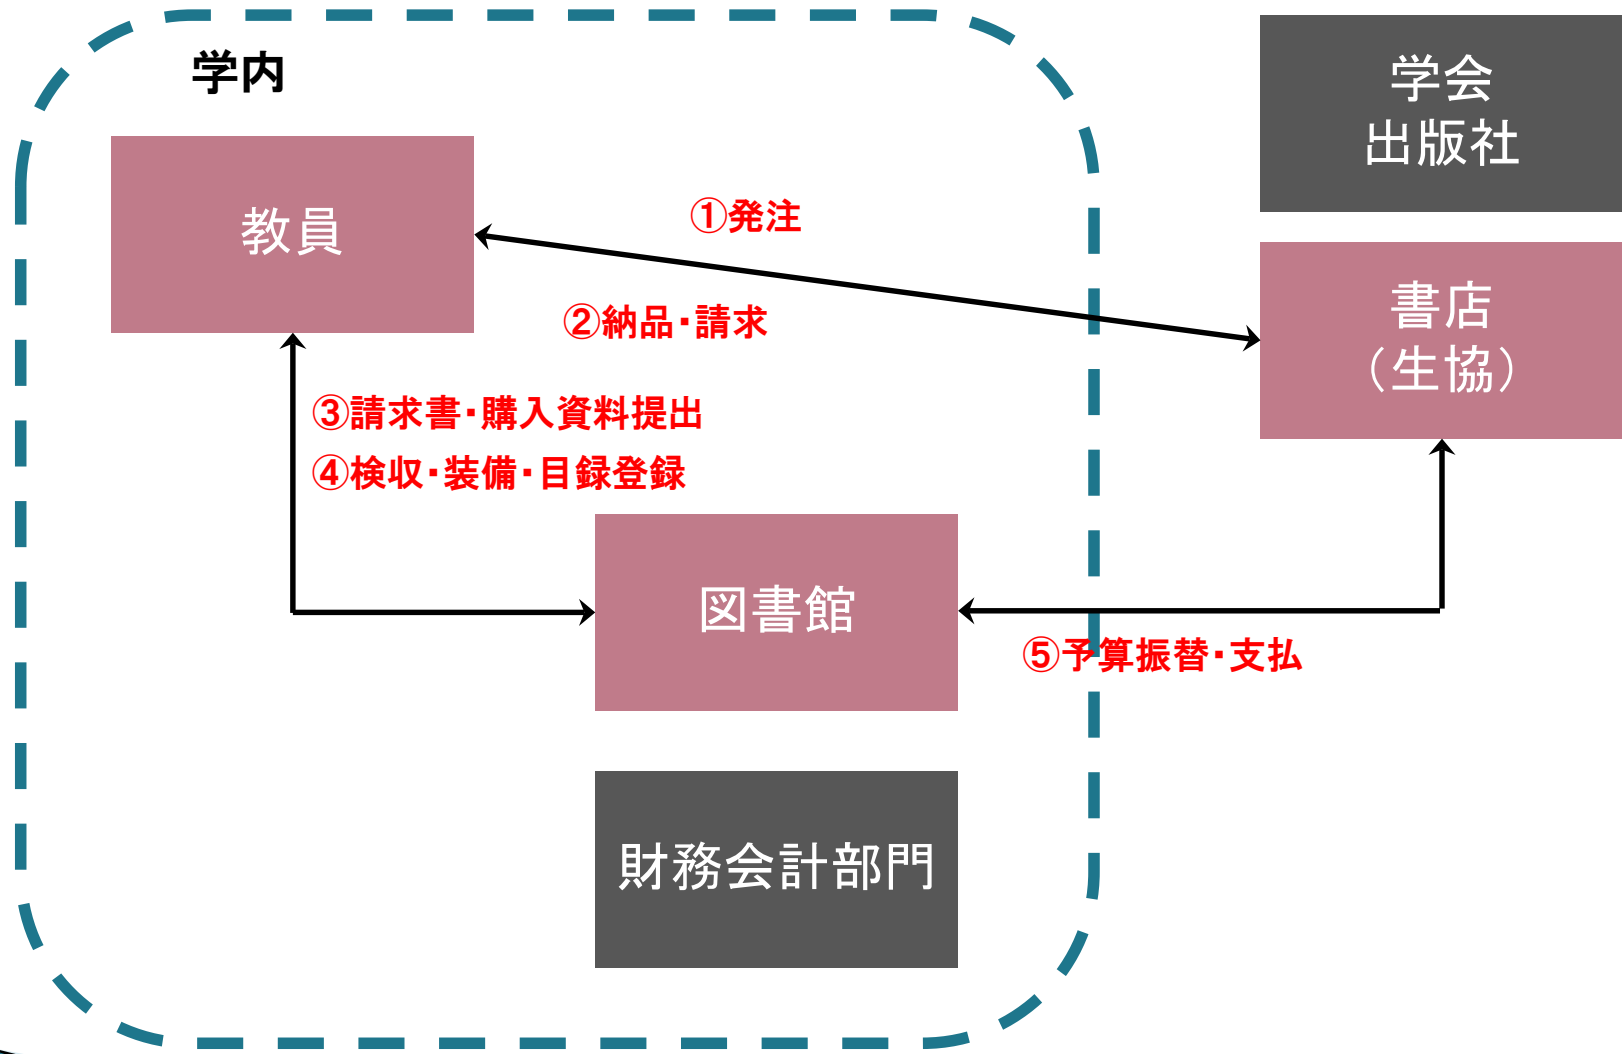 学内
学会
出版社
教員
①発注
書店
（生協）
②納品・請求
③請求書・購入資料提出
④検収・装備・目録登録
図書館
⑤予算振替・支払
財務会計部門